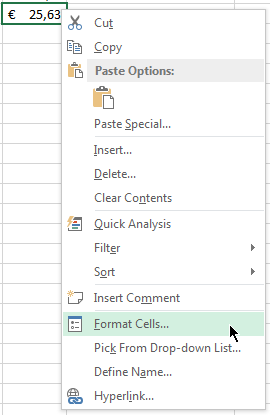 € 25,63
Cut
Copy
Paste Options:
Paste Special...
Insert...
Delete...
Clear Contents
Quick Analysis
Filter
Sort
Insert Comment
Format Cells...
Pick From Drop-down List...
Define Name...
Hyperlink...